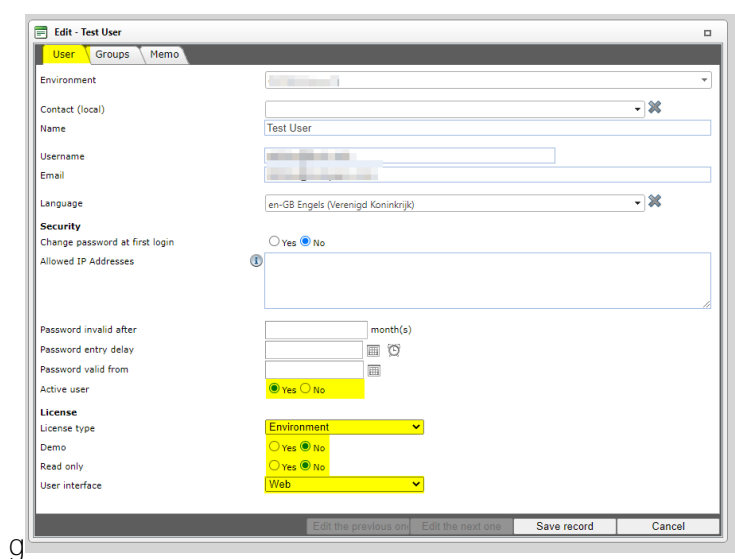 Edit - Test User
User Groups Memo
Environment
Contact (local)
Name Test User
Username
Email
Language en-GB Engels (Verenigd Koninkrijk)
Security
Change password at first login Yes No
Allowed IP Addresses
Password invalid after month(s)
Password entry delay
Password valid from
Active user Yes No
License
License type Environment
Demo Yes No
Read only Yes No
User interface Web
Edit the previous one Edit the next one Save record Cancel
g